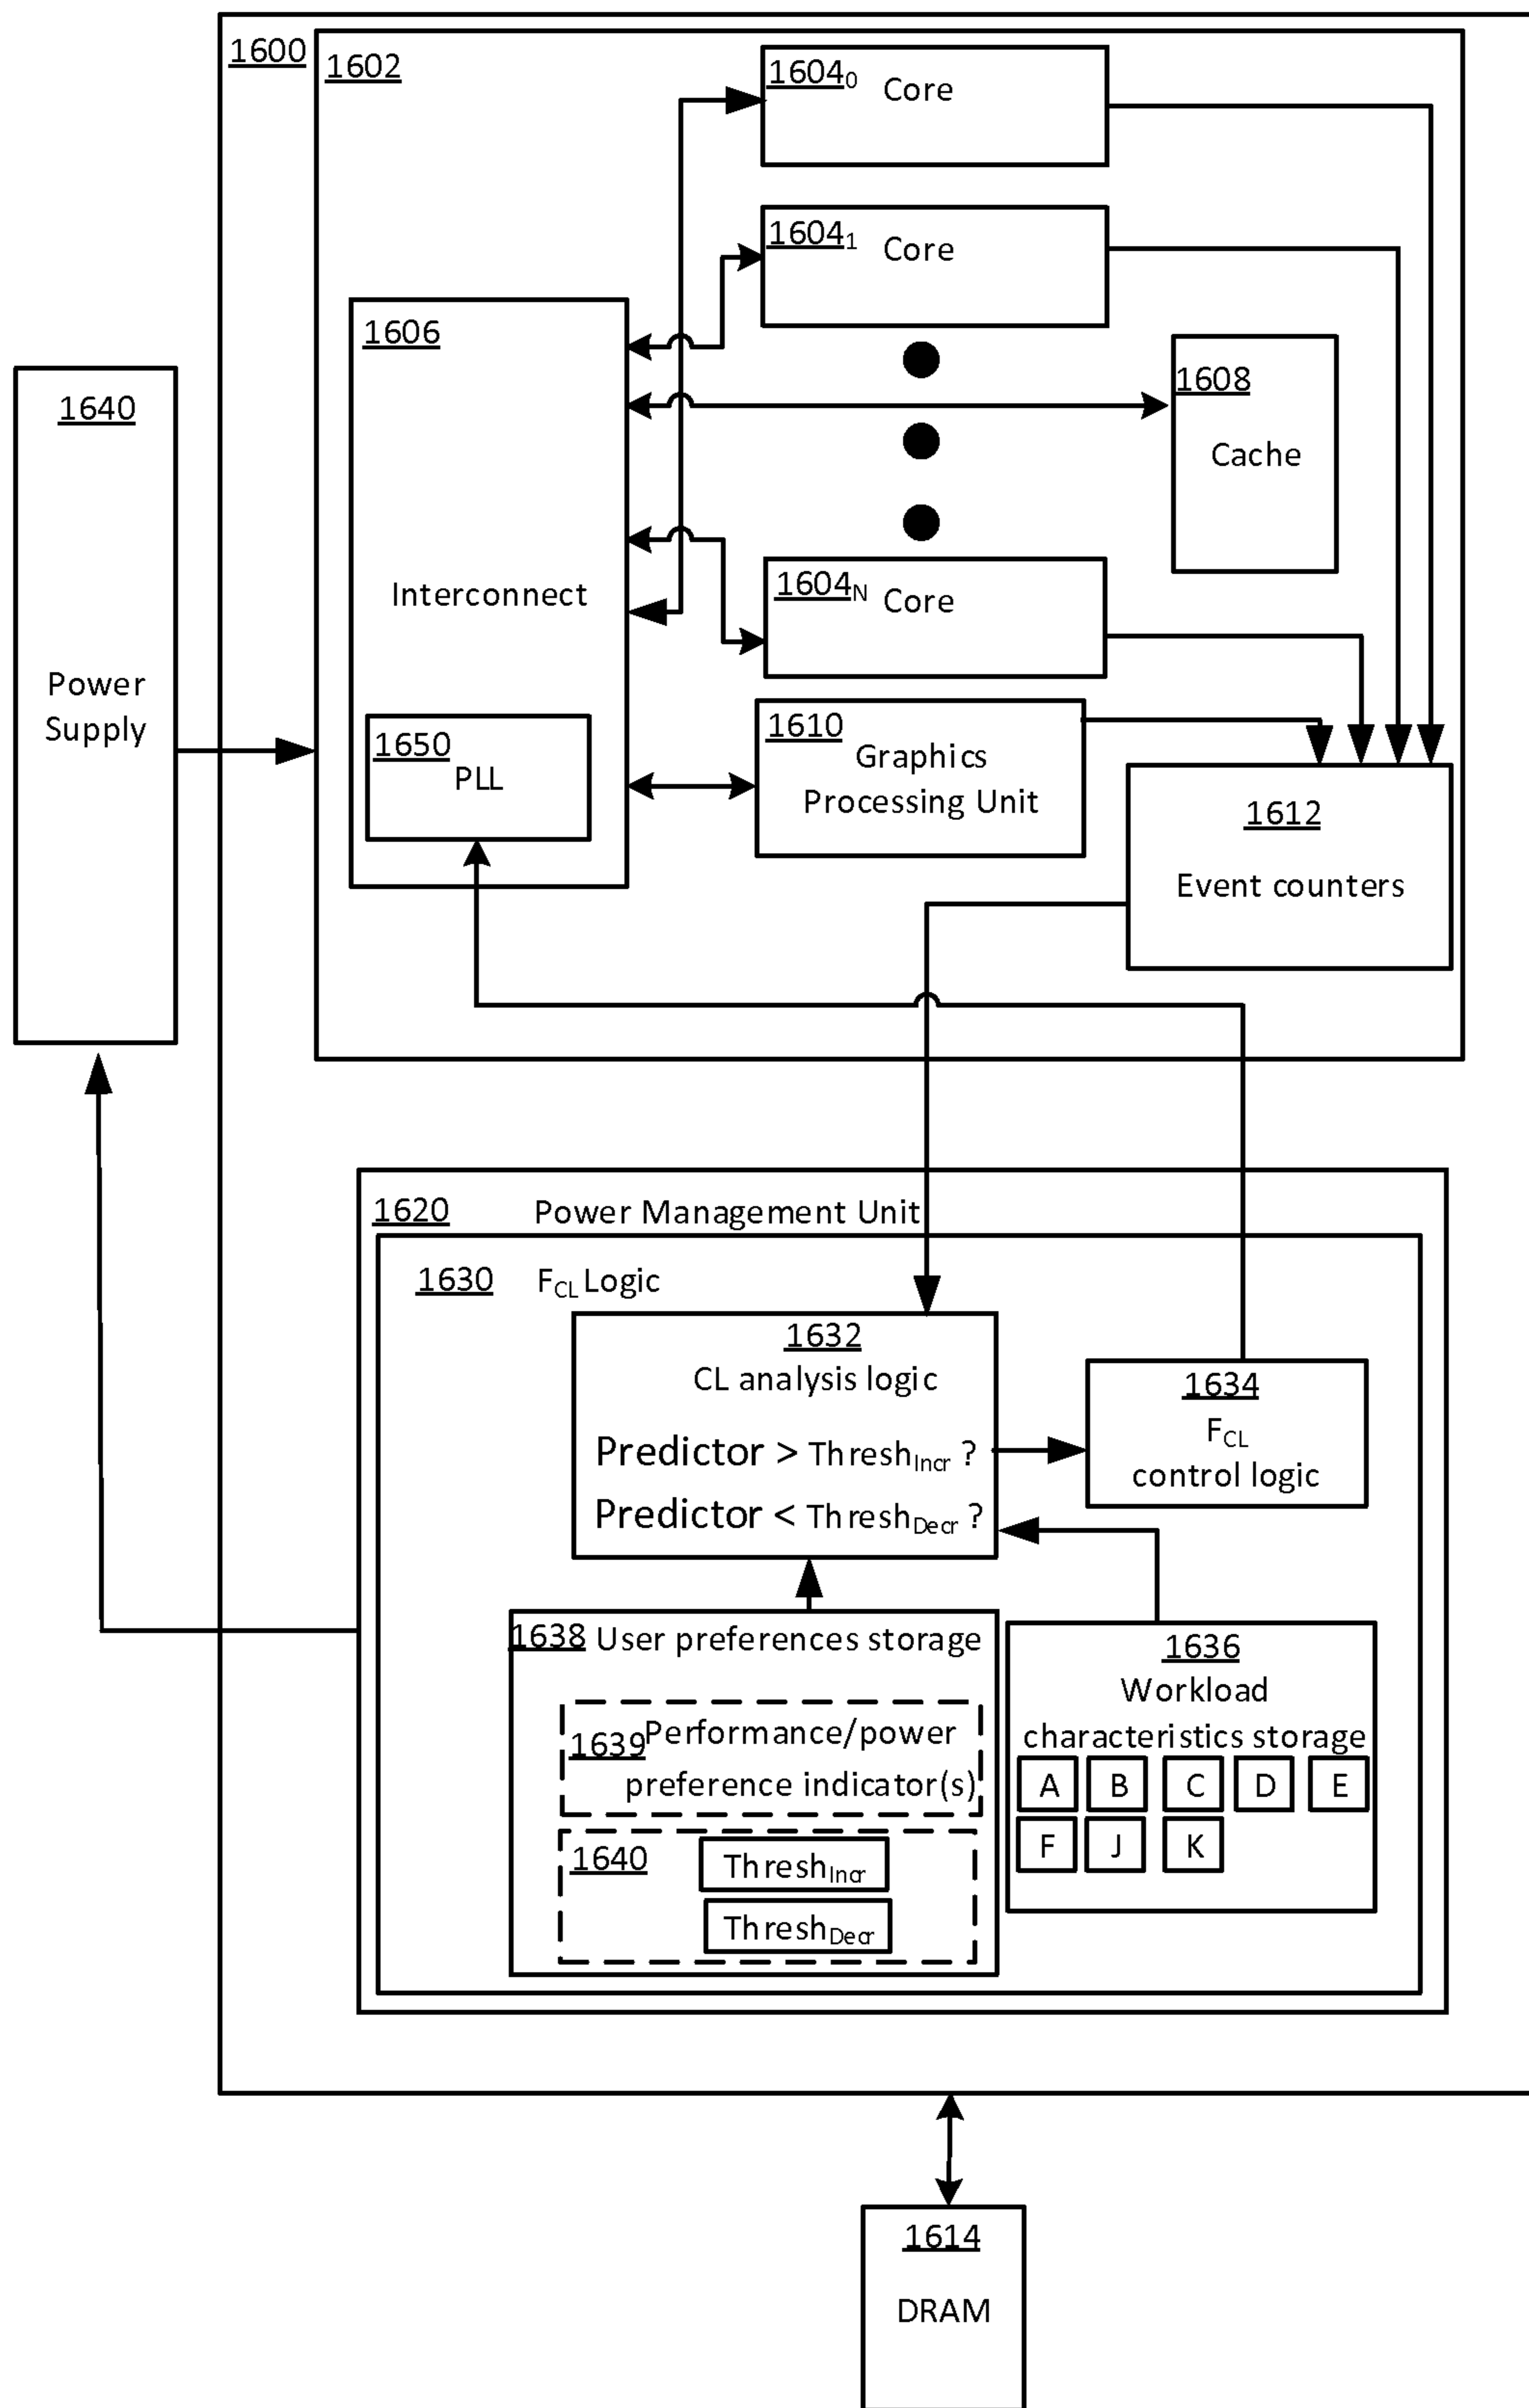 1600
1602
1604₀ Core
1604₁ Core
1606
Interconnect
1608
Cache
1604N Core
1640
Power
Supply
1650
PLL
1610
Graphics
Processing Unit
1612
Event counters
1620 Power Management Unit
1630 FCL Logic
1632
CL analysis logic
Predictor > ThreshIncr ?
Predictor < ThreshDecr ?
1634
FCL
control logic
1638 User preferences storage
1639 Performance/power
preference indicator(s)
1640
ThreshIncr
ThreshDecr
1636
Workload
characteristics storage
A B C D E
F J K
1614
DRAM